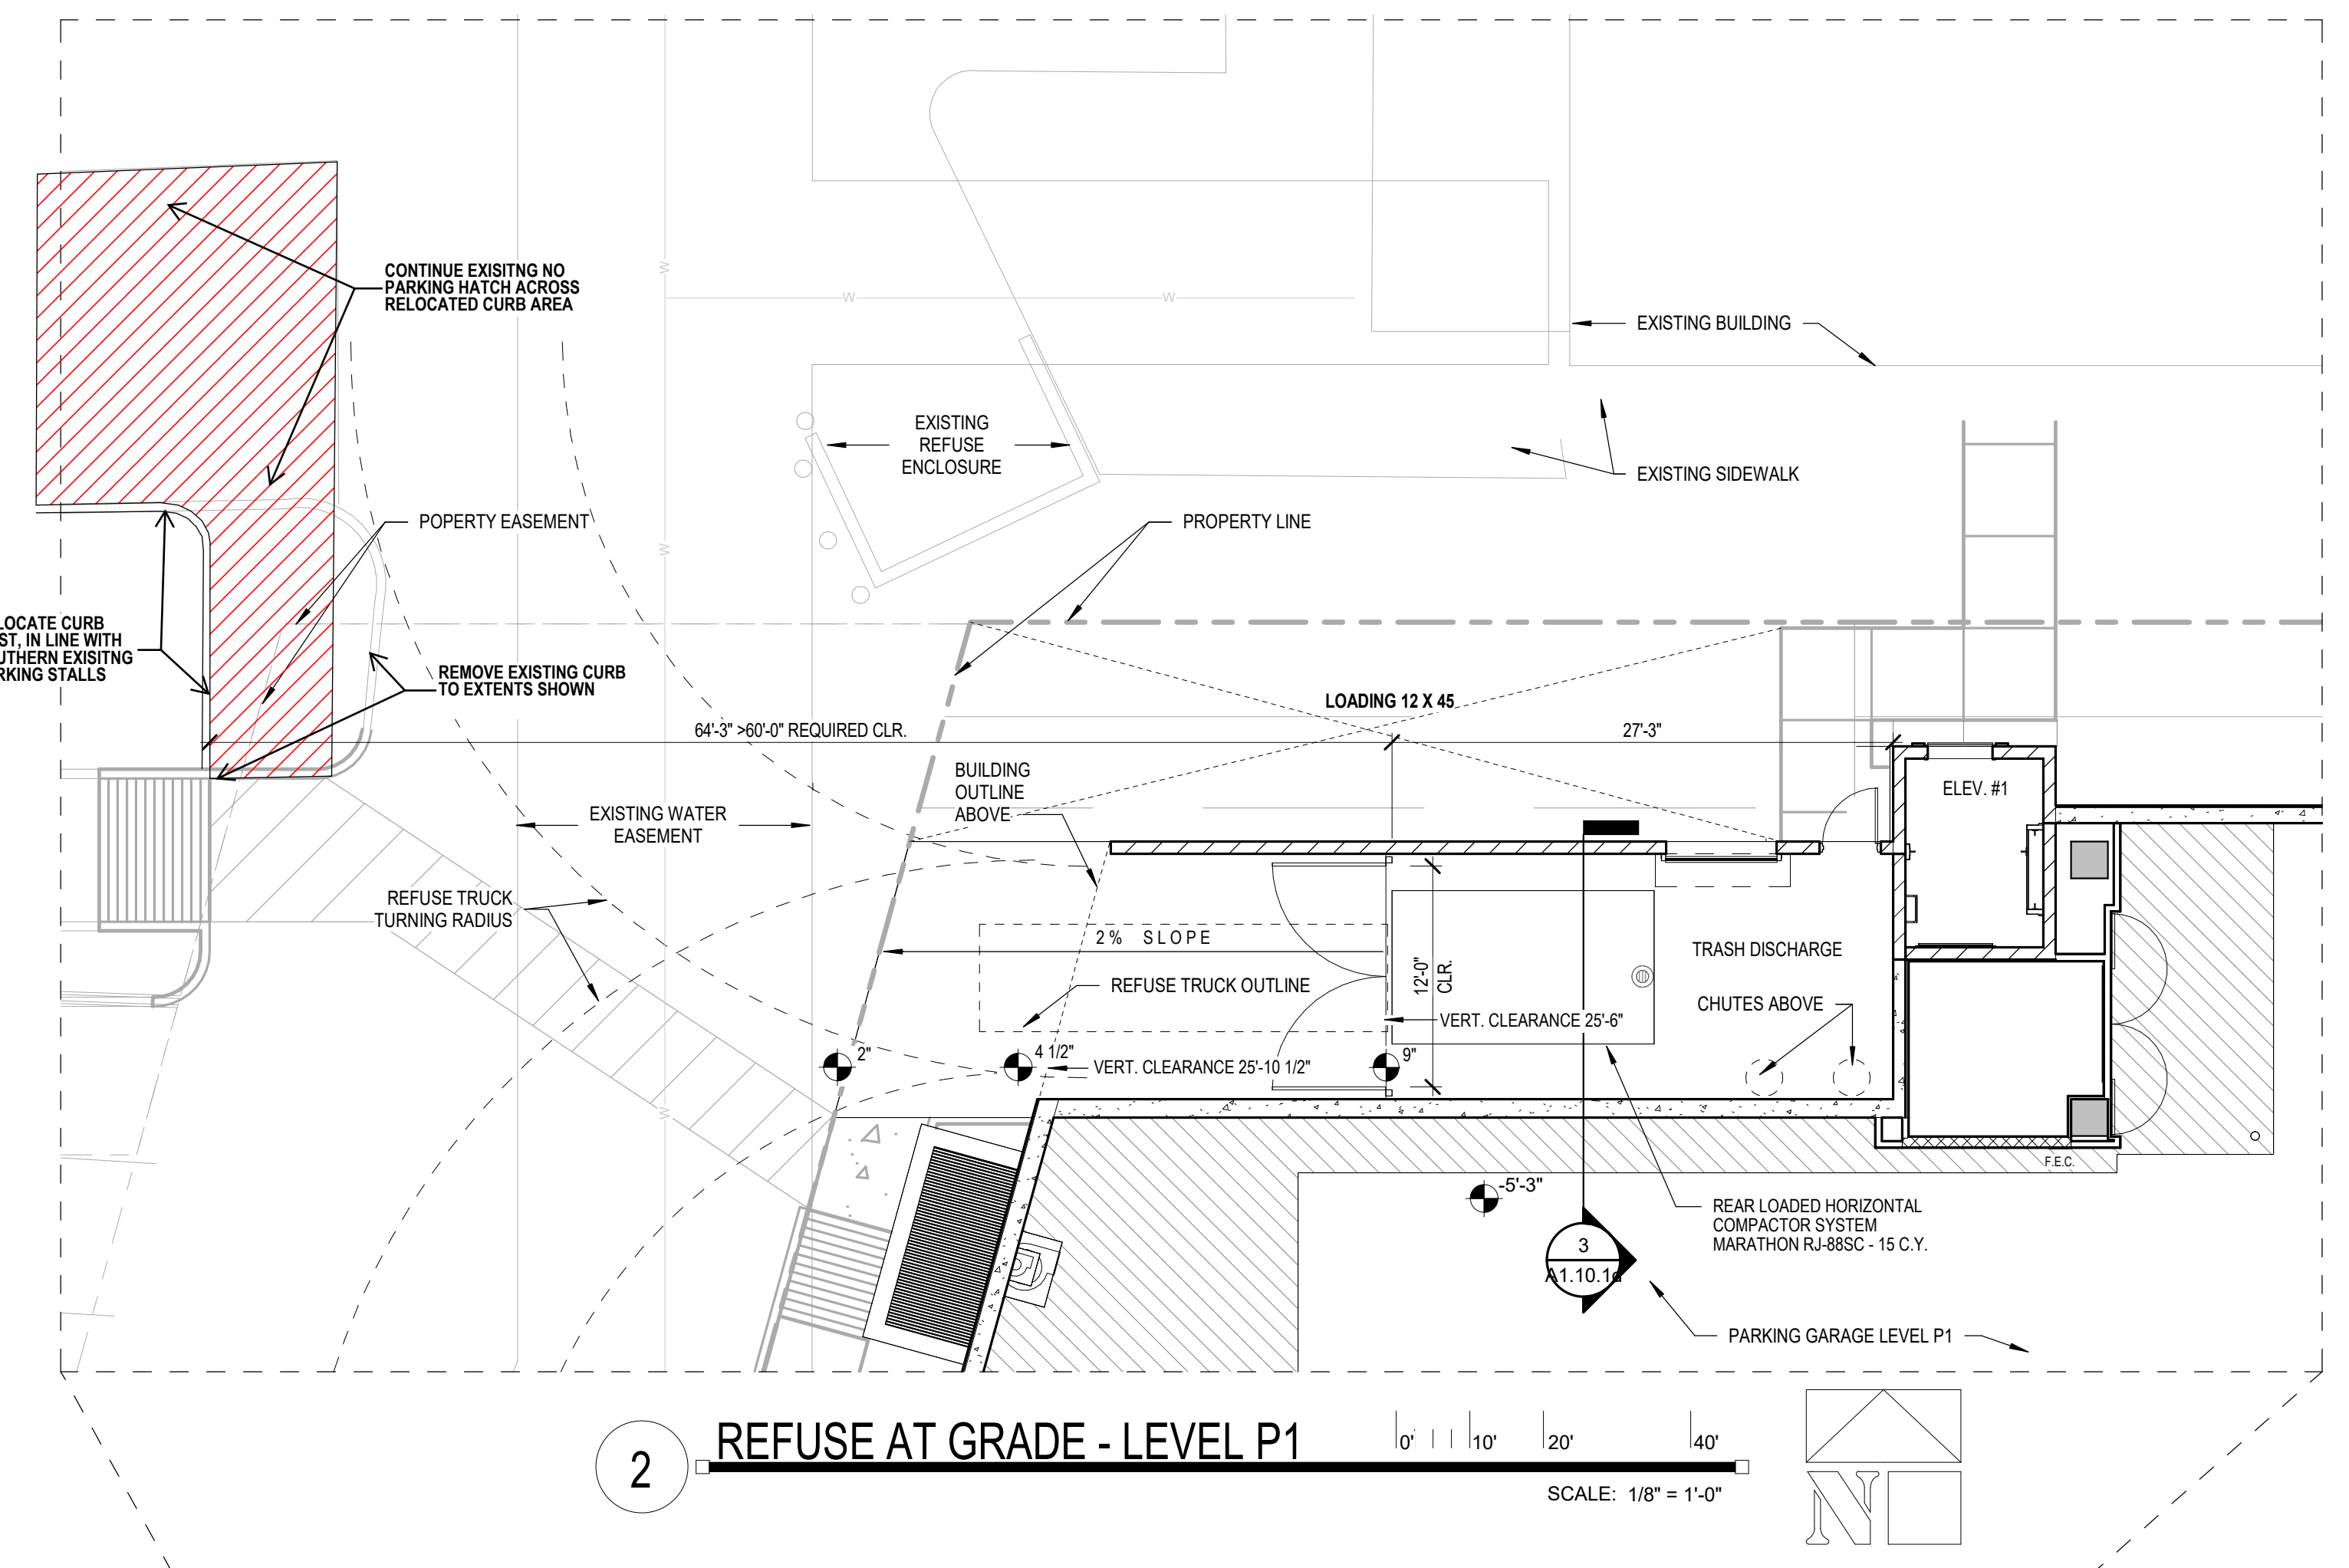 CONTINUE EXISITNG NO
PARKING HATCH ACROSS
RELOCATED CURB AREA
W
W
W
EXISTING BUILDING
EXISTING
REFUSE
ENCLOSURE
EXISTING SIDEWALK
POPERTY EASEMENT
W
PROPERTY LINE
LOCATE CURB
ST, IN LINE WITH
UTHERN EXISITNG
RKING STALLS
REMOVE EXISTING CURB
TO EXTENTS SHOWN
LOADING 12 X 45
64'-3" >60'-0" REQUIRED CLR.
27'-3"
BUILDING
OUTLINE
ABOVE
ELEV. #1
EXISTING WATER
EASEMENT
REFUSE TRUCK
TURNING RADIUS
2% SLOPE
TRASH DISCHARGE
12'-0"
CLR.
REFUSE TRUCK OUTLINE
CHUTES ABOVE
VERT. CLEARANCE 25'-6"
2"
4 1/2"
9"
VERT. CLEARANCE 25'-10 1/2"
W
F.E.C.
-5'-3"
REAR LOADED HORIZONTAL
COMPACTOR SYSTEM
MARATHON RJ-88SC - 15 C.Y.
3
A1.10.1d
PARKING GARAGE LEVEL P1
2
REFUSE AT GRADE - LEVEL P1
0' 10' 20' 40'
SCALE: 1/8" = 1'-0"
N